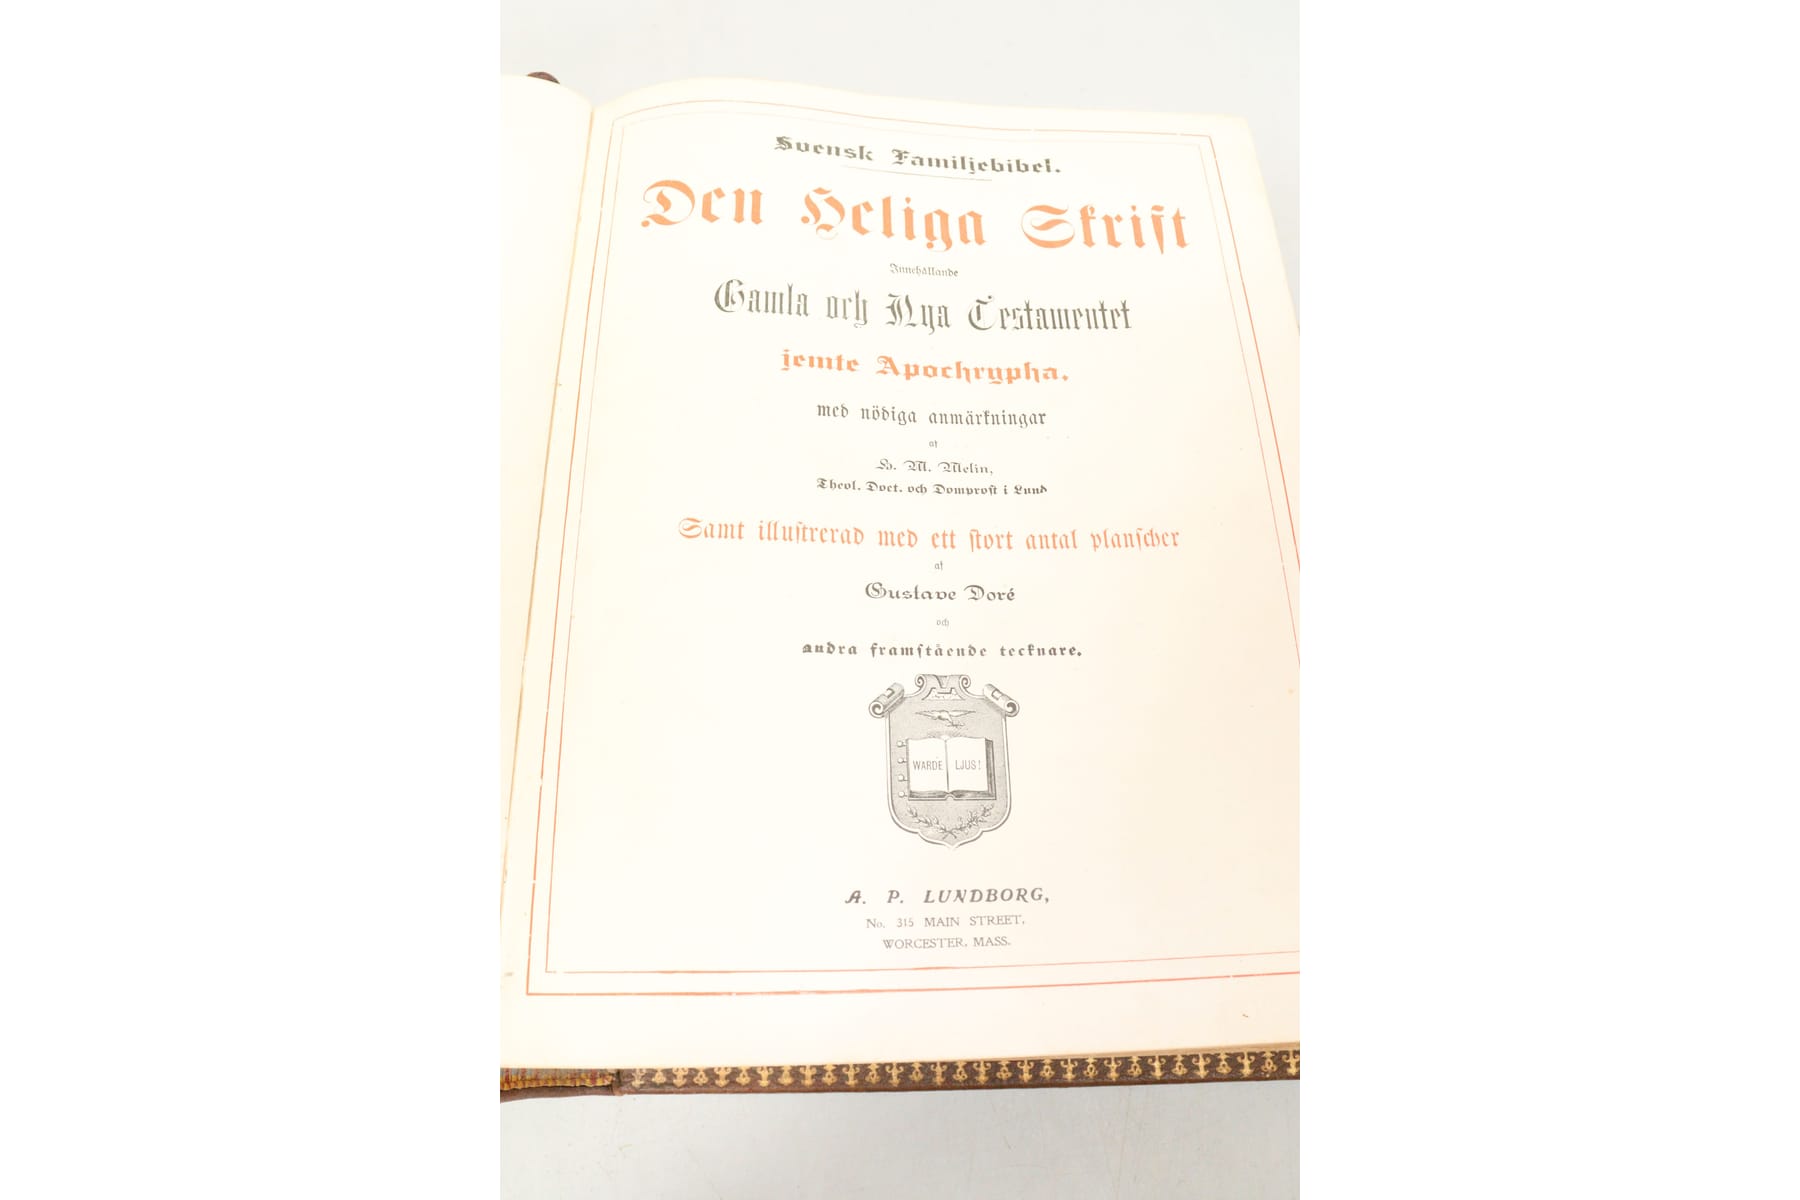 Svensk Familjebibel.
Den Heliga Skrift
Innehållande
Gamla och Nya Testamentet
jemte Apochrypha.
med nödiga anmärkningar
af
H. M. Melin,
Theol. Doct. och Domprost i Lund
Samt illustrerad med ett stort antal planscher
af
Gustave Doré
och
andra framstående tecknare.
WARDE LJUS!
A. P. LUNDBORG,
No. 315 MAIN STREET,
WORCESTER, MASS.